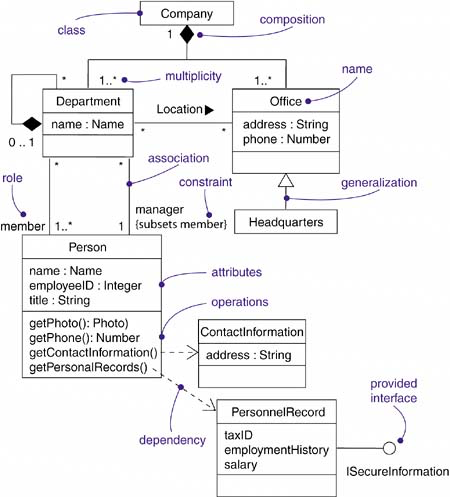 Company
class
1
composition
*
1..*
multiplicity
1..*
name
Department
Location
Office
name : Name
*
*
address : String
phone : Number
0 .. 1
*
*
association
generalization
role
constraint
member
1..*
1
manager
{subsets member}
Headquarters
Person
name : Name
employeeID : Integer
title : String
attributes
operations
getPhoto(): Photo)
getPhone(): Number
getContactInformation()
getPersonalRecords()
ContactInformation
address : String
provided
interface
dependency
PersonnelRecord
taxID
employmentHistory
salary
ISecureInformation